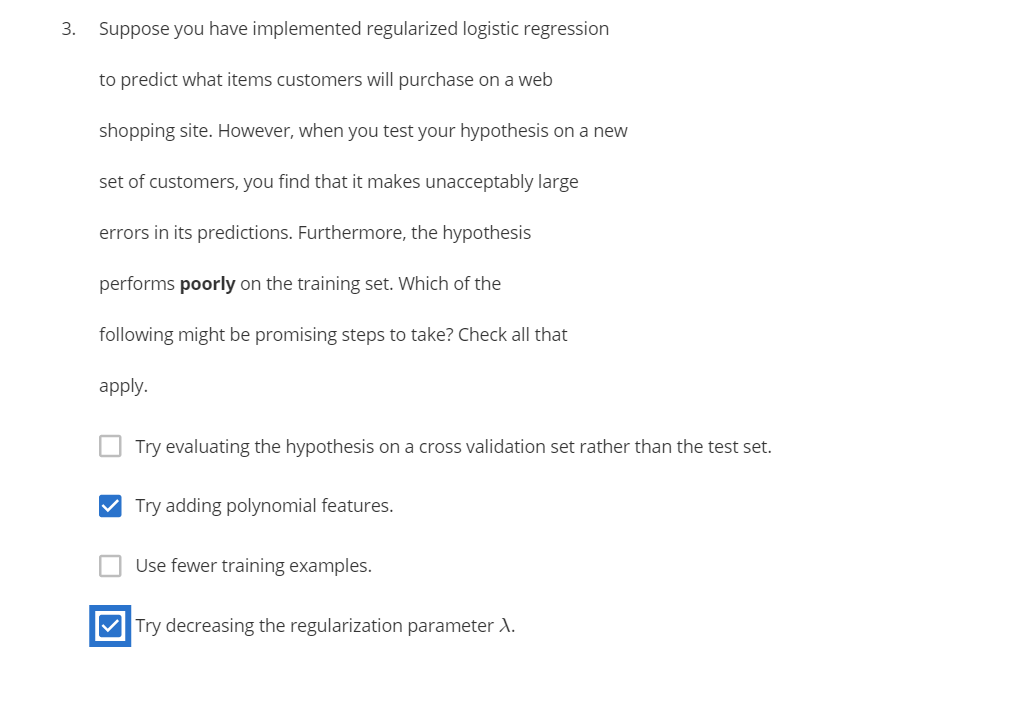 3. Suppose you have implemented regularized logistic regression
to predict what items customers will purchase on a web
shopping site. However, when you test your hypothesis on a new
set of customers, you find that it makes unacceptably large
errors in its predictions. Furthermore, the hypothesis
performs poorly on the training set. Which of the
following might be promising steps to take? Check all that
apply.
Try evaluating the hypothesis on a cross validation set rather than the test set.
Try adding polynomial features.
Use fewer training examples.
Try decreasing the regularization parameter λ.